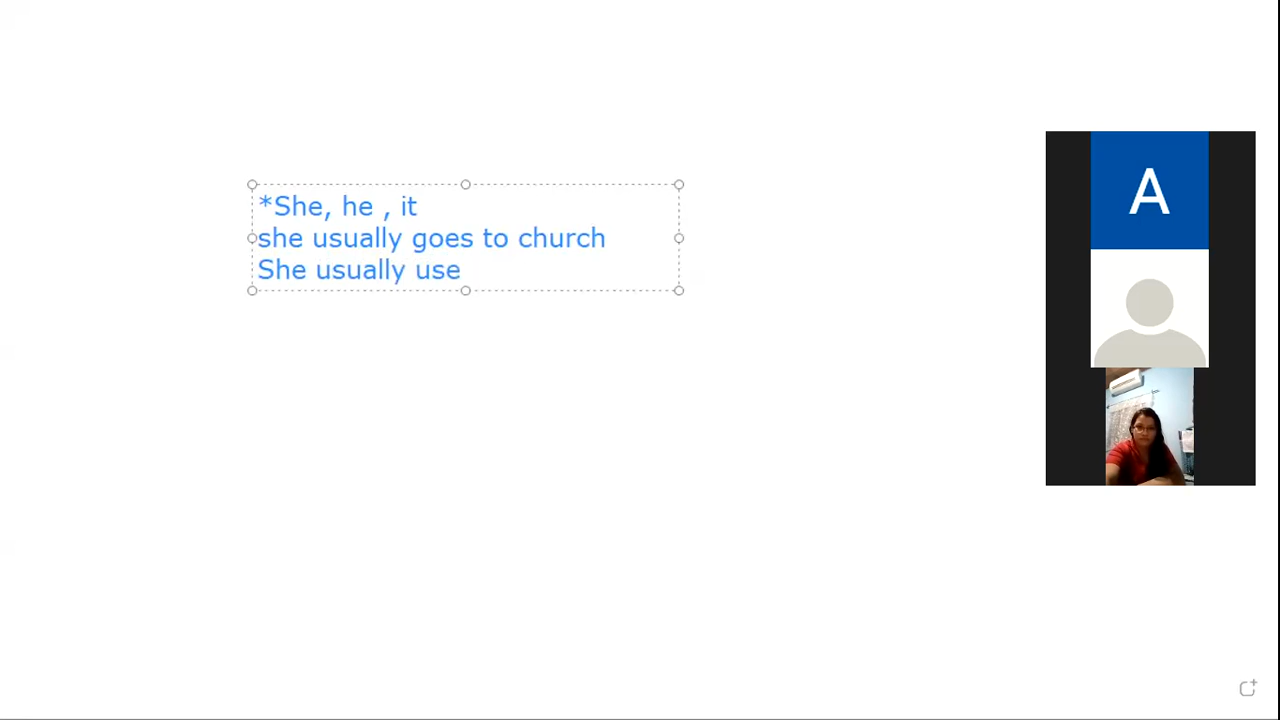 *She, he , it
she usually goes to church
She usually use
A